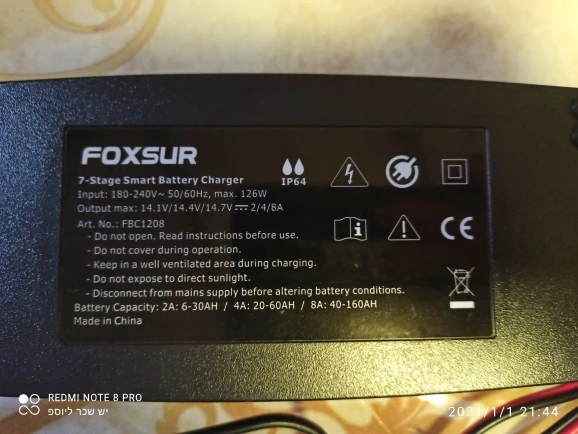 FOXSUR
7-Stage Smart Battery Charger
Input: 180-240V~ 50/60Hz, max. 126W
Output max: 14.1V/14.4V/14.7V⎓2/4/8A
Art. No.: FBC1208
- Do not open. Read instructions before use.
- Do not cover during operation.
- Keep in a well ventilated area during charging.
- Do not expose to direct sunlight.
- Disconnect from mains supply before altering battery conditions.
Battery Capacity: 2A: 6-30AH / 4A: 20-60AH / 8A: 40-160AH
Made in China
IP64
i
CE
REDMI NOTE 8 PRO
יש שכר ליוספ
2021/1/1 21:44